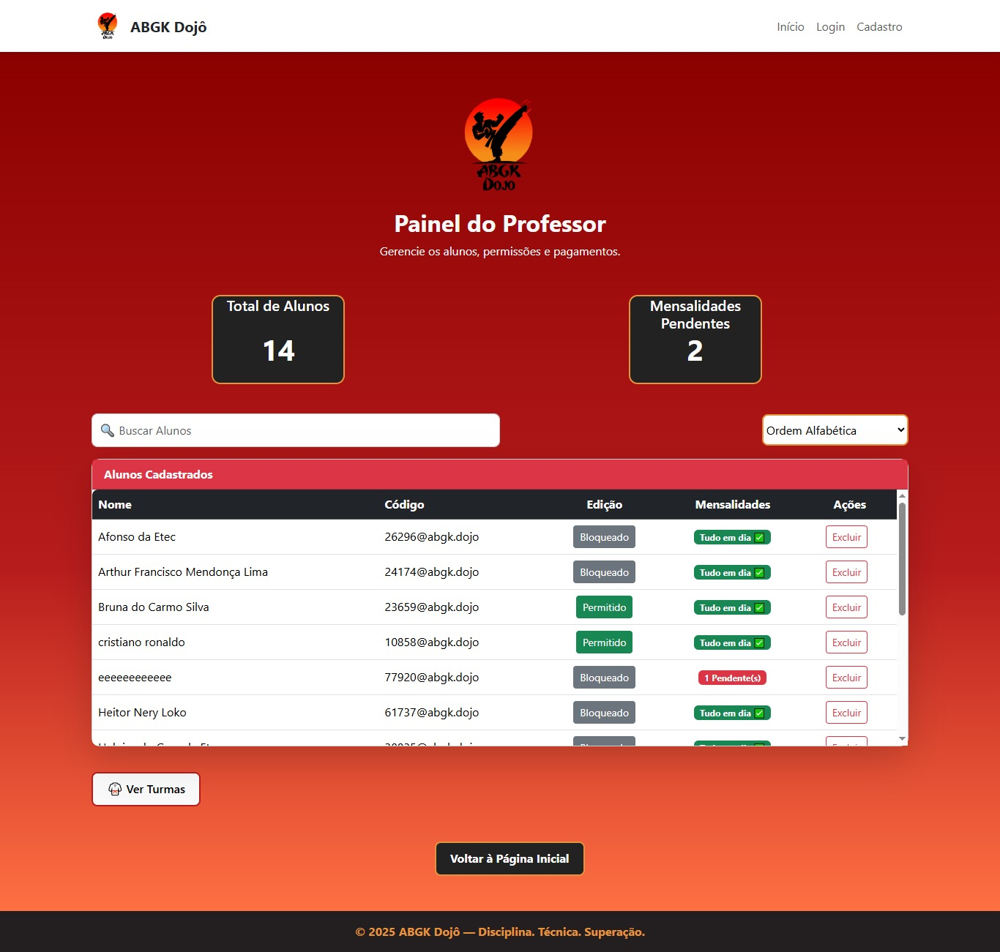 ABGK DOJO
ABGK Dojô
Início Login Cadastro
ABGK
DOJO
Painel do Professor
Gerencie os alunos, permissões e pagamentos.
Total de Alunos
14
Mensalidades
Pendentes
2
🔍 Buscar Alunos
Ordem Alfabética
Alunos Cadastrados
Nome Código Edição Mensalidades Ações
Afonso da Etec 26296@abgk.dojo Bloqueado Tudo em dia ✅ Excluir
Arthur Francisco Mendonça Lima 24174@abgk.dojo Bloqueado Tudo em dia ✅ Excluir
Bruna do Carmo Silva 23659@abgk.dojo Permitido Tudo em dia ✅ Excluir
cristiano ronaldo 10858@abgk.dojo Permitido Tudo em dia ✅ Excluir
eeeeeeeeeeee 77920@abgk.dojo Bloqueado 1 Pendente(s) Excluir
Heitor Nery Loko 61737@abgk.dojo Bloqueado Tudo em dia ✅ Excluir
🥋 Ver Turmas
Voltar à Página Inicial
© 2025 ABGK Dojô — Disciplina. Técnica. Superação.